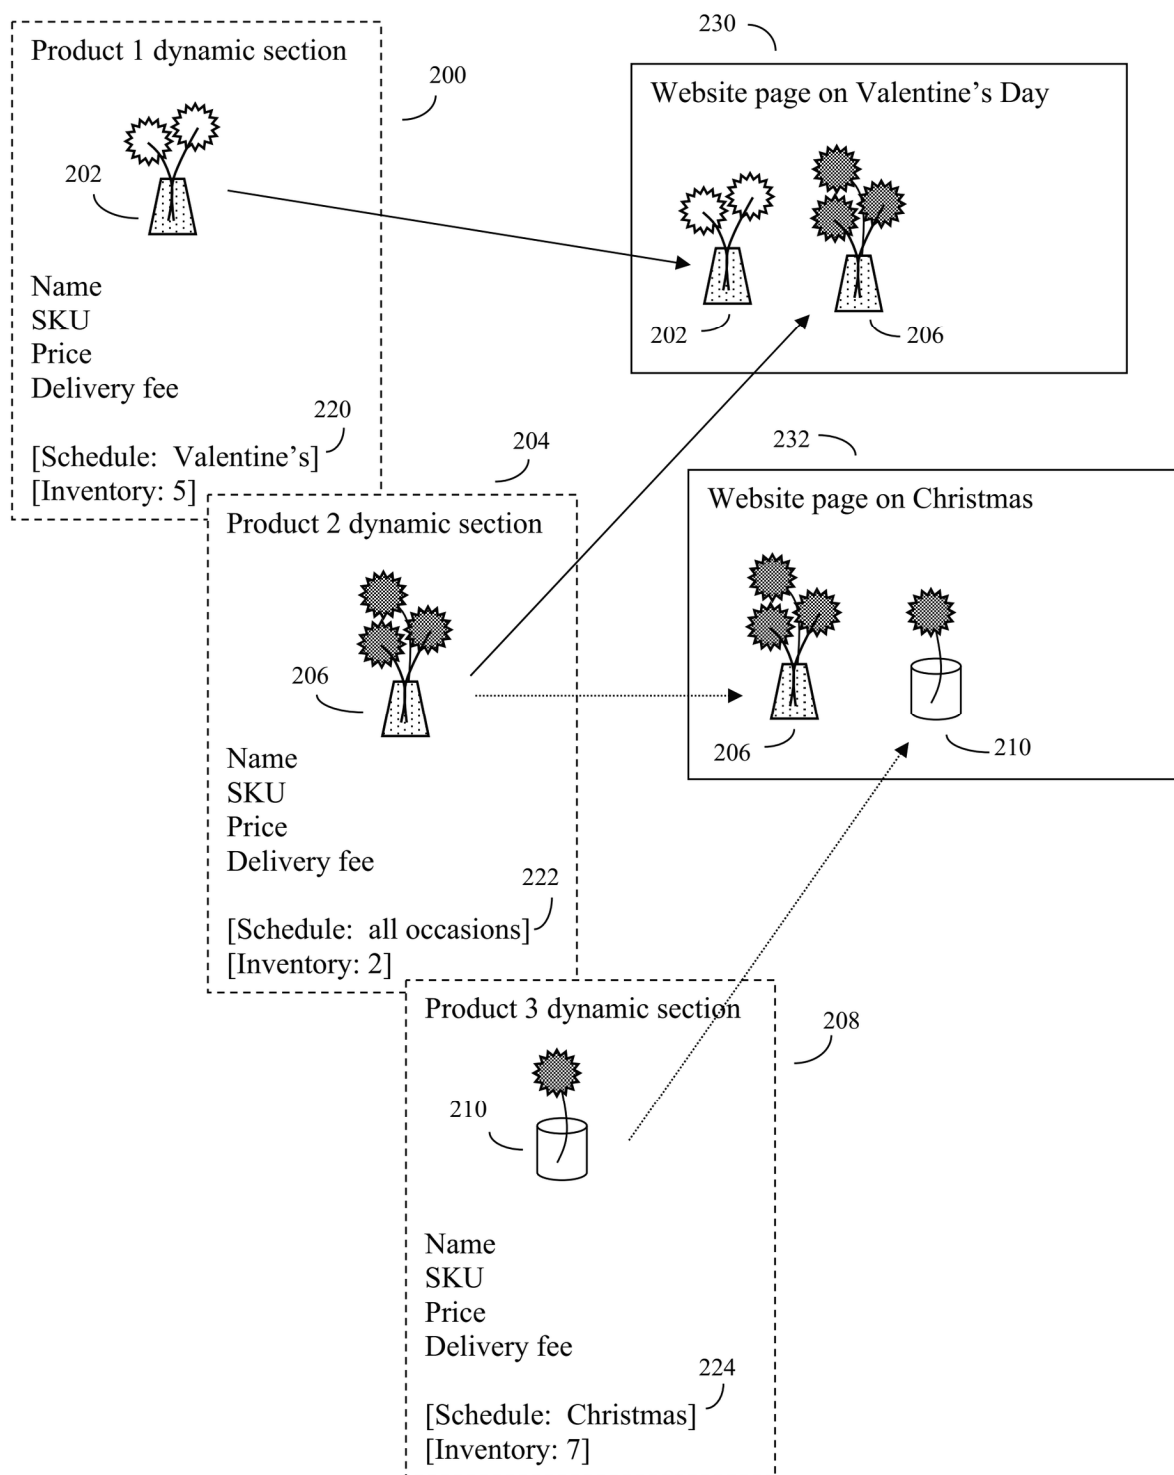 Product 1 dynamic section
200
202
Name
SKU
Price
Delivery fee
220
[Schedule:  Valentine’s]
[Inventory: 5]
230
Website page on Valentine’s Day
202
206
204
Product 2 dynamic section
206
Name
SKU
Price
Delivery fee
222
[Schedule:  all occasions]
[Inventory: 2]
232
Website page on Christmas
206
210
Product 3 dynamic section
208
210
Name
SKU
Price
Delivery fee
224
[Schedule:  Christmas]
[Inventory: 7]